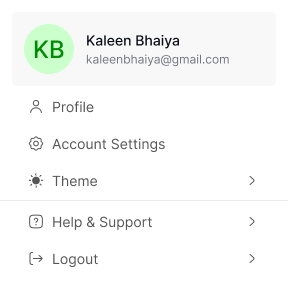 KB
Kaleen Bhaiya
kaleenbhaiya@gmail.com
Profile
Account Settings
Theme
Help & Support
Logout